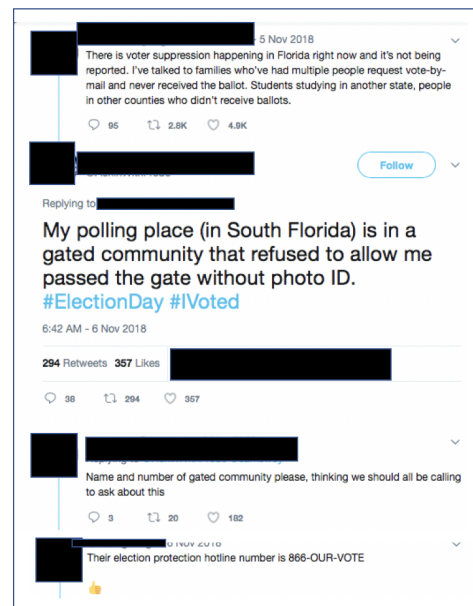 5 Nov 2018
There is voter suppression happening in Florida right now and it's not being
reported. I've talked to families who've had multiple people request vote-by-
mail and never received the ballot. Students studying in another state, people
in other counties who didn't receive ballots.
95 2.8K 4.9K
Follow
Replying to
My polling place (in South Florida) is in a
gated community that refused to allow me
passed the gate without photo ID.
#ElectionDay #IVoted
6:42 AM - 6 Nov 2018
294 Retweets 357 Likes
38 294 357
Name and number of gated community please, thinking we should all be calling
to ask about this
3 20 182
6 Nov 2018
Their election protection hotline number is 866-OUR-VOTE